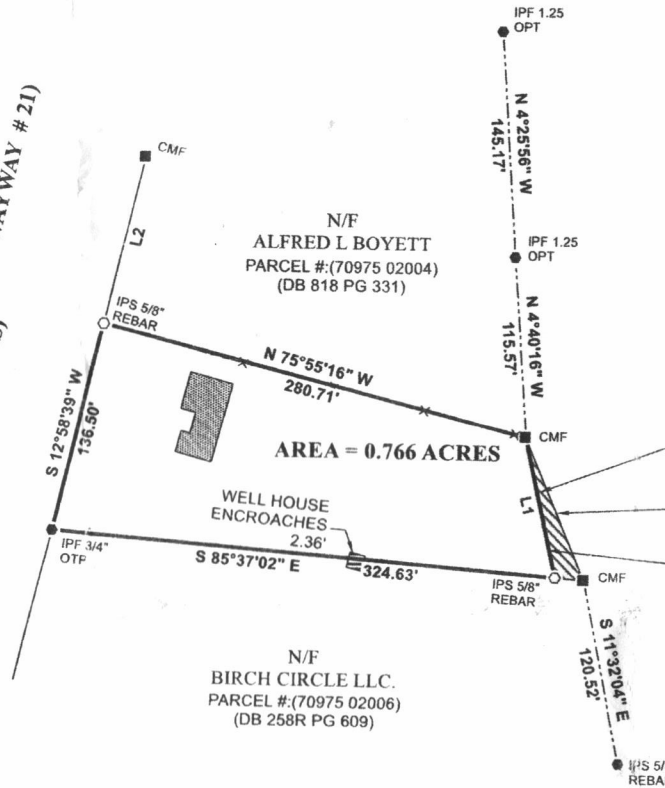 IPF 1.25
OPT
N 4°25'56" W
145.17'
# 21)
CMF
L2
N/F
ALFRED L BOYETT
PARCEL #:(70975 02004)
(DB 818 PG 331)
IPF 1.25
OPT
N 4°40'16" W
115.57'
IPS 5/8"
REBAR
N 75°55'16" W
280.71'
S 12°58'39" W
136.50'
AREA = 0.766 ACRES
CMF
L1
WELL HOUSE
ENCROACHES
2.36'
S 85°37'02" E
324.63'
IPF 3/4"
OTP
IPS 5/8"
REBAR
CMF
S 11°32'04" E
120.52'
N/F
BIRCH CIRCLE LLC.
PARCEL #:(70975 02006)
(DB 258R PG 609)
IPS 5/
REBA